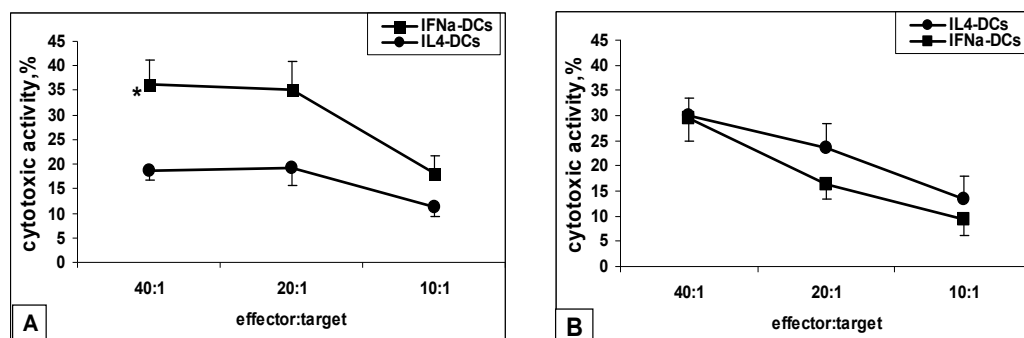 IFNa-DCs
IL4-DCs
cytotoxic activity,%
45
40
35
30
25
20
15
10
5
0
*
40:1
20:1
10:1
effector:target
A
IL4-DCs
IFNa-DCs
cytotoxic activity,%
45
40
35
30
25
20
15
10
5
0
40:1
20:1
10:1
effector:target
B